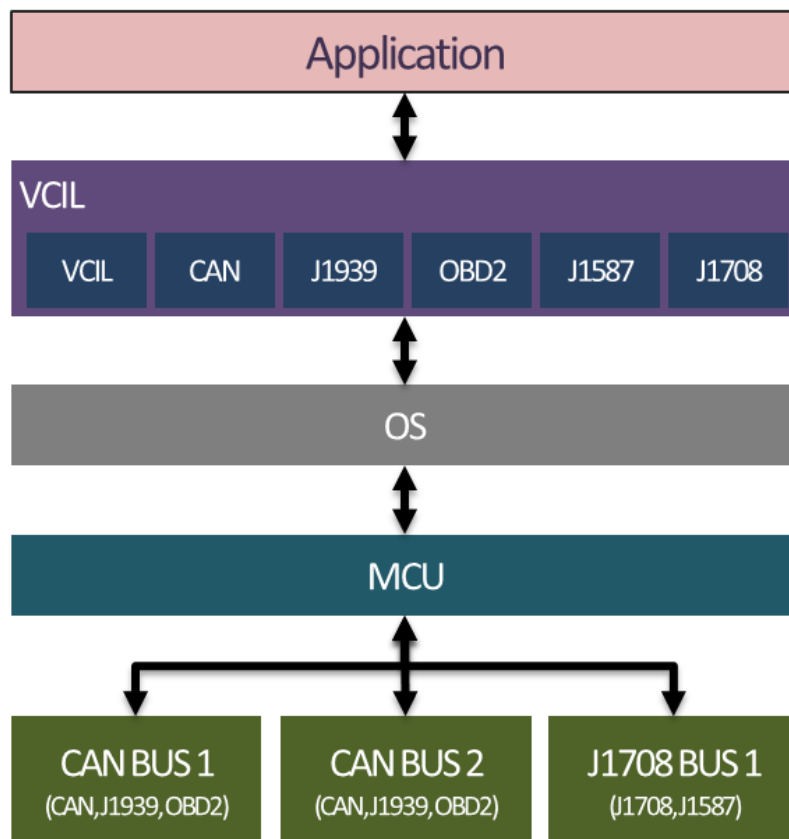 Application
VCIL
VCIL CAN J1939 OBD2 J1587 J1708
OS
MCU
CAN BUS 1 CAN BUS 2 J1708 BUS 1
(CAN,J1939,OBD2) (CAN,J1939,OBD2) (J1708,J1587)